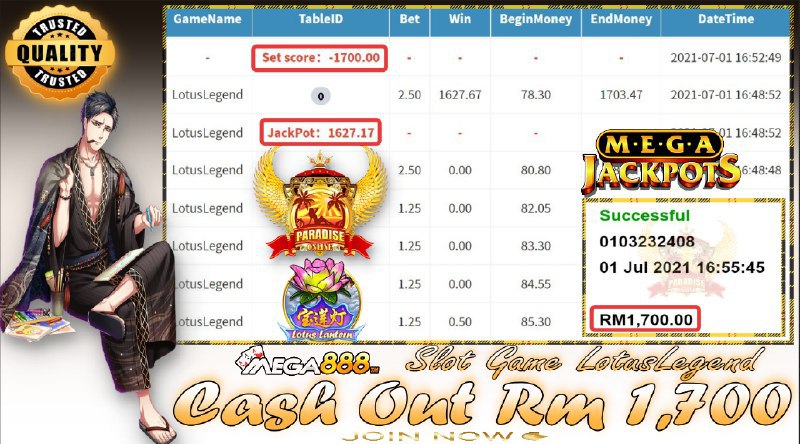 TRUSTED
QUALITY
TRUSTED
GameName TableID Bet Win BeginMoney EndMoney DateTime
- Set score: -1700.00 - - - - 2021-07-01 16:52:49
LotusLegend 0 2.50 1627.67 78.30 1703.47 2021-07-01 16:48:52
LotusLegend JackPot: 1627.17 - - - - 2021-07-01 16:48:52
LotusLegend 2.50 0.00 80.80 16:48:48
LotusLegend 1.25 0.00 82.05
LotusLegend 1.25 0.00 83.30
LotusLegend 1.25 0.00 84.55
LotusLegend 1.25 0.50 85.30
PARADISE
宝莲灯
Lotus Lantern
MEGA
JACKPOTS
Successful
0103232408
01 Jul 2021 16:55:45
RM1,700.00
MEGA888 Slot Game LotusLegend
Cash Out Rm 1,700
JOIN NOW